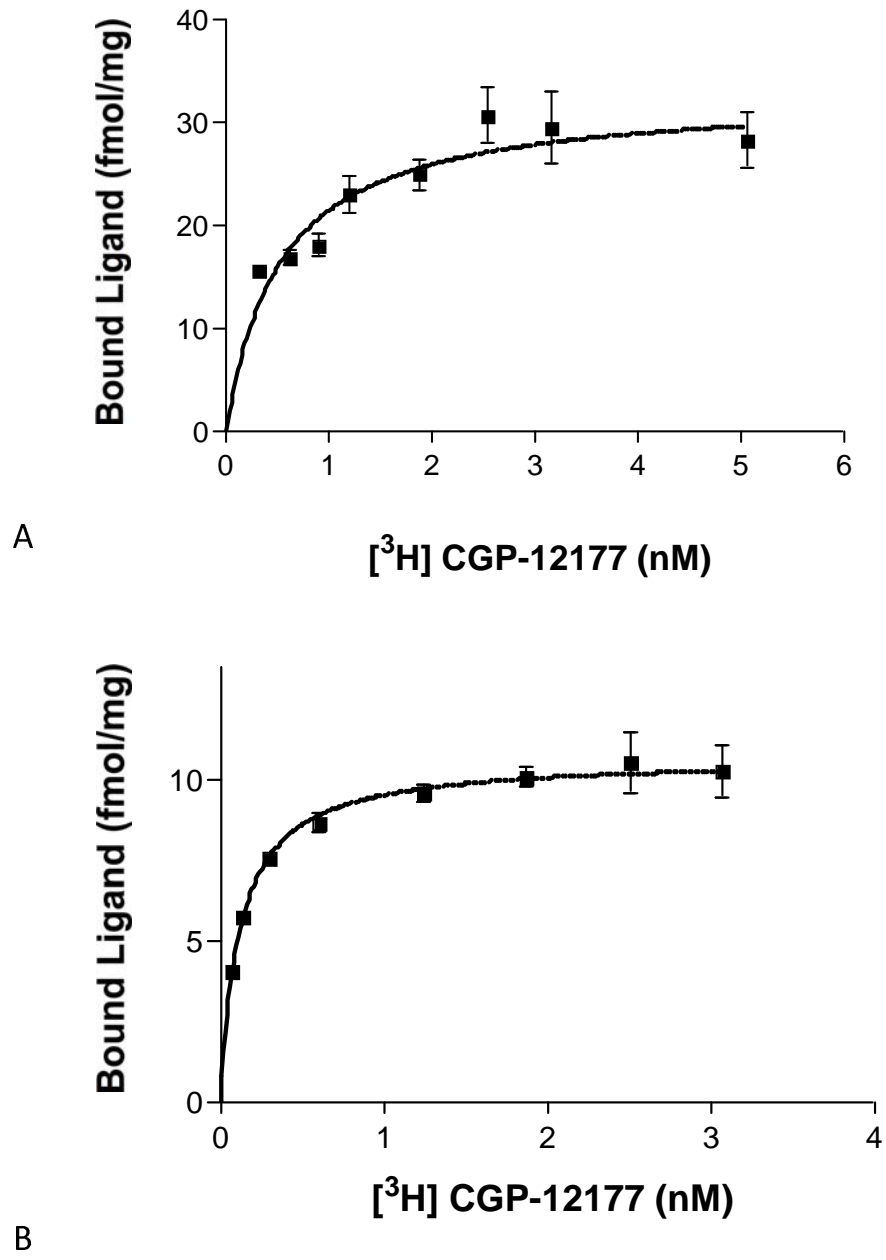 Bound Ligand (fmol/mg)
40
30
20
10
0
0 1 2 3 4 5 6
A
[³H] CGP-12177 (nM)
Bound Ligand (fmol/mg)
10
5
0
0 1 2 3 4
[³H] CGP-12177 (nM)
B